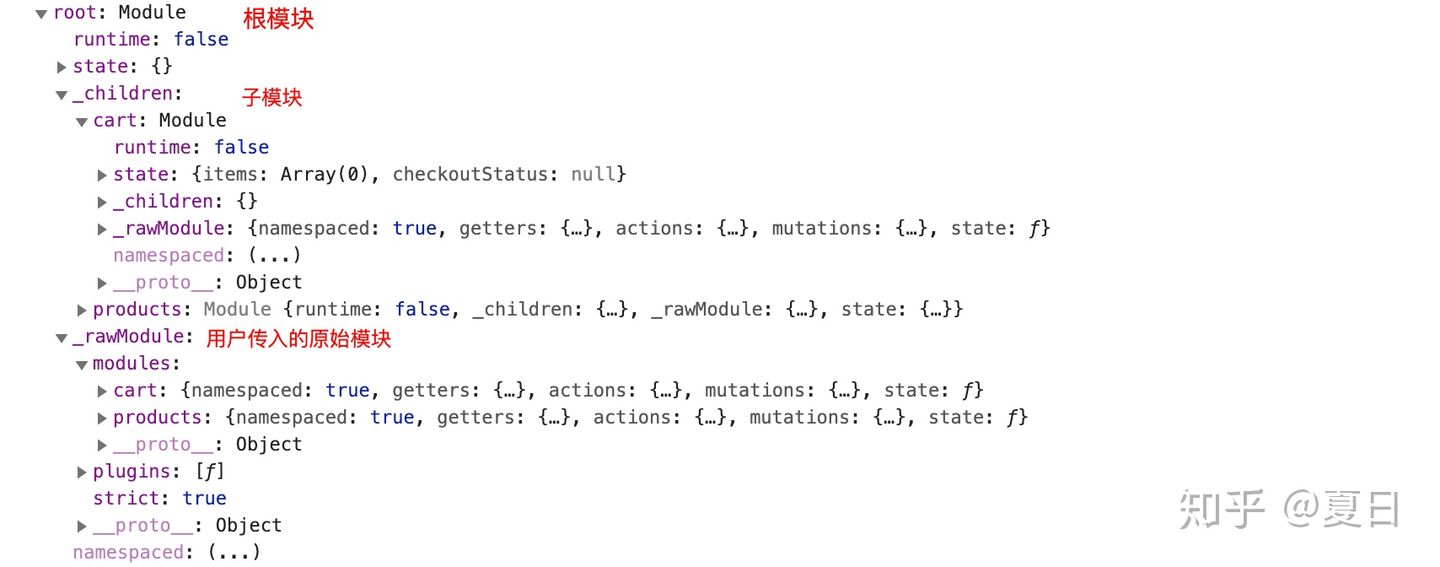 root: Module 根模块
runtime: false
state: {}
_children: 子模块
cart: Module
runtime: false
state: {items: Array(0), checkoutStatus: null}
_children: {}
_rawModule: {namespaced: true, getters: {…}, actions: {…}, mutations: {…}, state: ƒ}
namespaced: (...)
__proto__: Object
products: Module {runtime: false, _children: {…}, _rawModule: {…}, state: {…}}
_rawModule: 用户传入的原始模块
modules:
cart: {namespaced: true, getters: {…}, actions: {…}, mutations: {…}, state: ƒ}
products: {namespaced: true, getters: {…}, actions: {…}, mutations: {…}, state: ƒ}
__proto__: Object
plugins: [ƒ]
strict: true
__proto__: Object
namespaced: (...)
知乎 @夏日